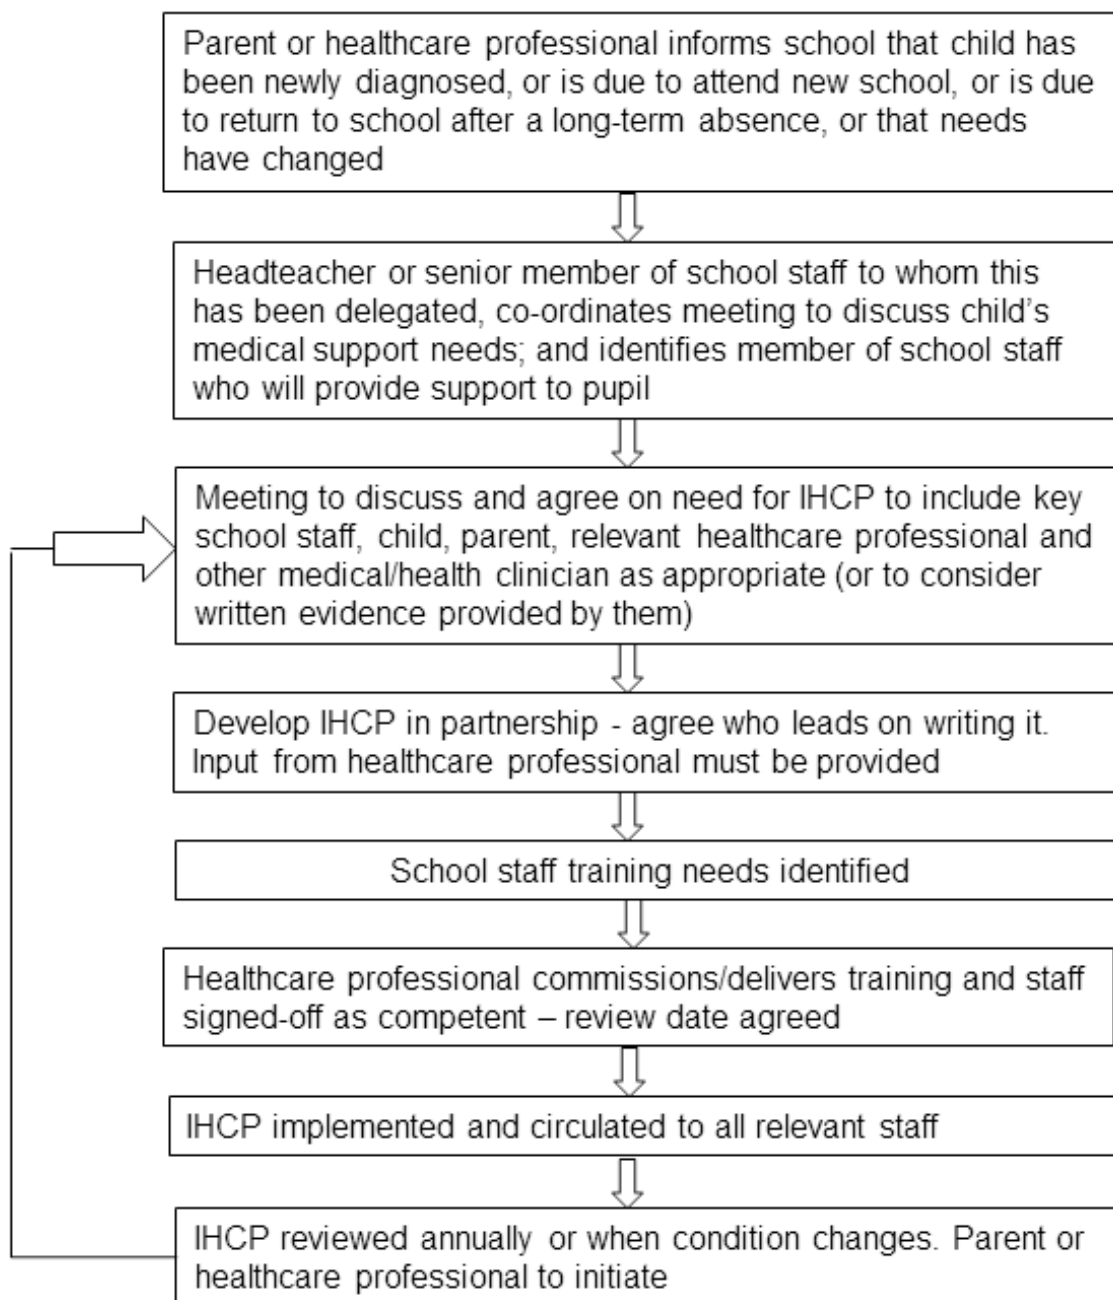 Parent or healthcare professional informs school that child has
been newly diagnosed, or is due to attend new school, or is due
to return to school after a long-term absence, or that needs
have changed
Headteacher or senior member of school staff to whom this
has been delegated, co-ordinates meeting to discuss child’s
medical support needs; and identifies member of school staff
who will provide support to pupil
Meeting to discuss and agree on need for IHCP to include key
school staff, child, parent, relevant healthcare professional and
other medical/health clinician as appropriate (or to consider
written evidence provided by them)
Develop IHCP in partnership - agree who leads on writing it.
Input from healthcare professional must be provided
School staff training needs identified
Healthcare professional commissions/delivers training and staff
signed-off as competent – review date agreed
IHCP implemented and circulated to all relevant staff
IHCP reviewed annually or when condition changes. Parent or
healthcare professional to initiate